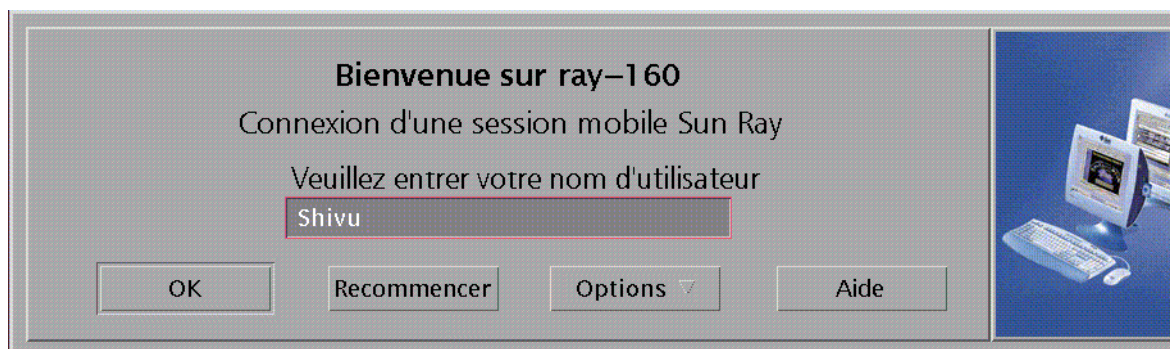 Bienvenue sur ray–160
Connexion d'une session mobile Sun Ray
Veuillez entrer votre nom d'utilisateur
Shivu
OK Recommencer Options Aide